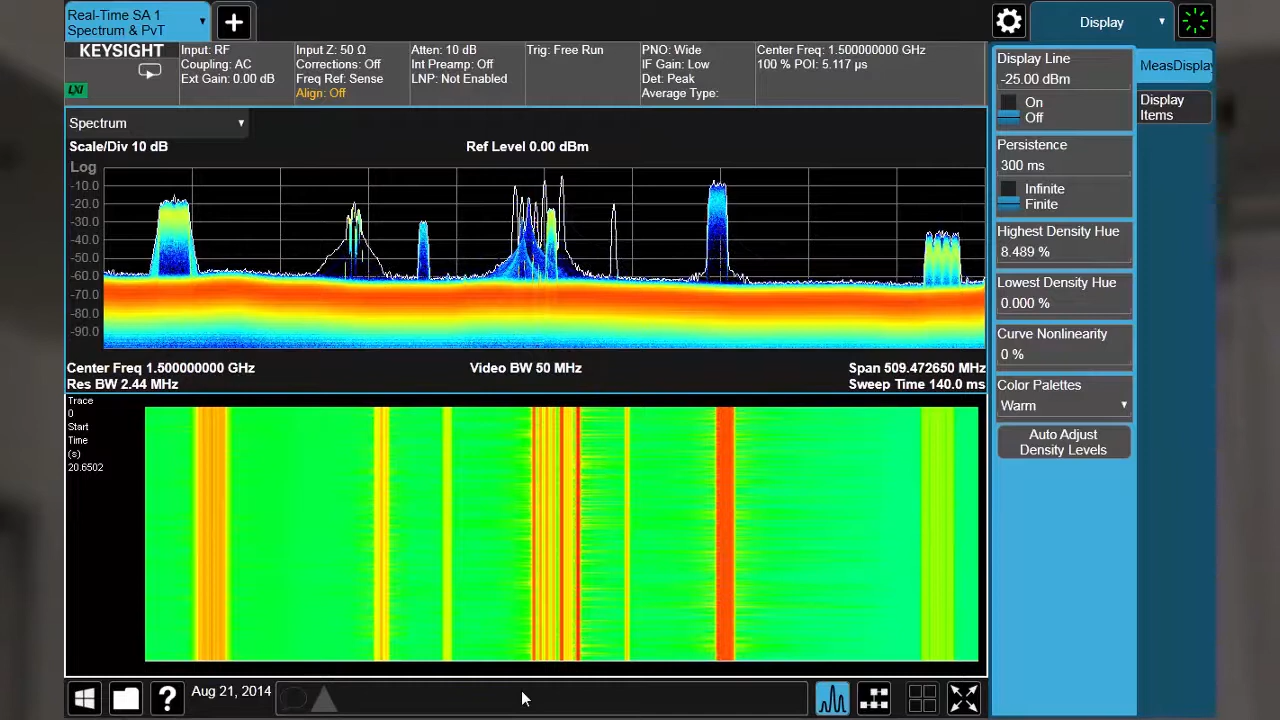 Real-Time SA 1
Spectrum & PvT
Display
KEYSIGHT
LXI
Input: RF
Coupling: AC
Ext Gain: 0.00 dB
Input Z: 50 Ω
Corrections: Off
Freq Ref: Sense
Align: Off
Atten: 10 dB
Int Preamp: Off
LNP: Not Enabled
Trig: Free Run
PNO: Wide
IF Gain: Low
Det: Peak
Average Type:
Center Freq: 1.500000000 GHz
100 % POI: 5.117 µs
Spectrum
Scale/Div 10 dB
Ref Level 0.00 dBm
Log
-10.0
-20.0
-30.0
-40.0
-50.0
-60.0
-70.0
-80.0
-90.0
Center Freq 1.500000000 GHz
Video BW 50 MHz
Span 509.472650 MHz
Res BW 2.44 MHz
Sweep Time 140.0 ms
Trace
0
Start
Time
(s)
20.6502
Display Line
-25.00 dBm
On
Off
Persistence
300 ms
Infinite
Finite
Highest Density Hue
8.489 %
Lowest Density Hue
0.000 %
Curve Nonlinearity
0 %
Color Palettes
Warm
Auto Adjust
Density Levels
MeasDisplay
Display
Items
?
Aug 21, 2014